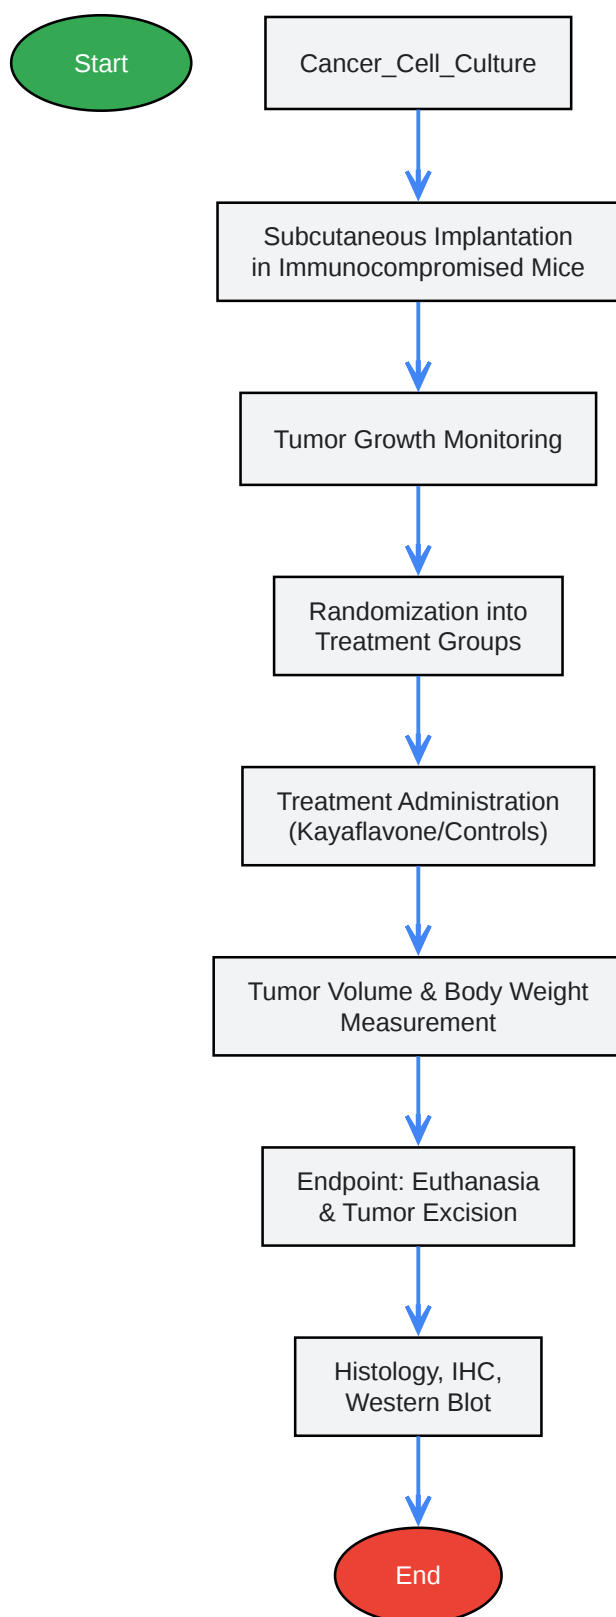 Start
Cancer_Cell_Culture
Subcutaneous Implantation
in Immunocompromised Mice
Tumor Growth Monitoring
Randomization into
Treatment Groups
Treatment Administration
(Kayaflavone/Controls)
Tumor Volume & Body Weight
Measurement
Endpoint: Euthanasia
& Tumor Excision
Histology, IHC,
Western Blot
End